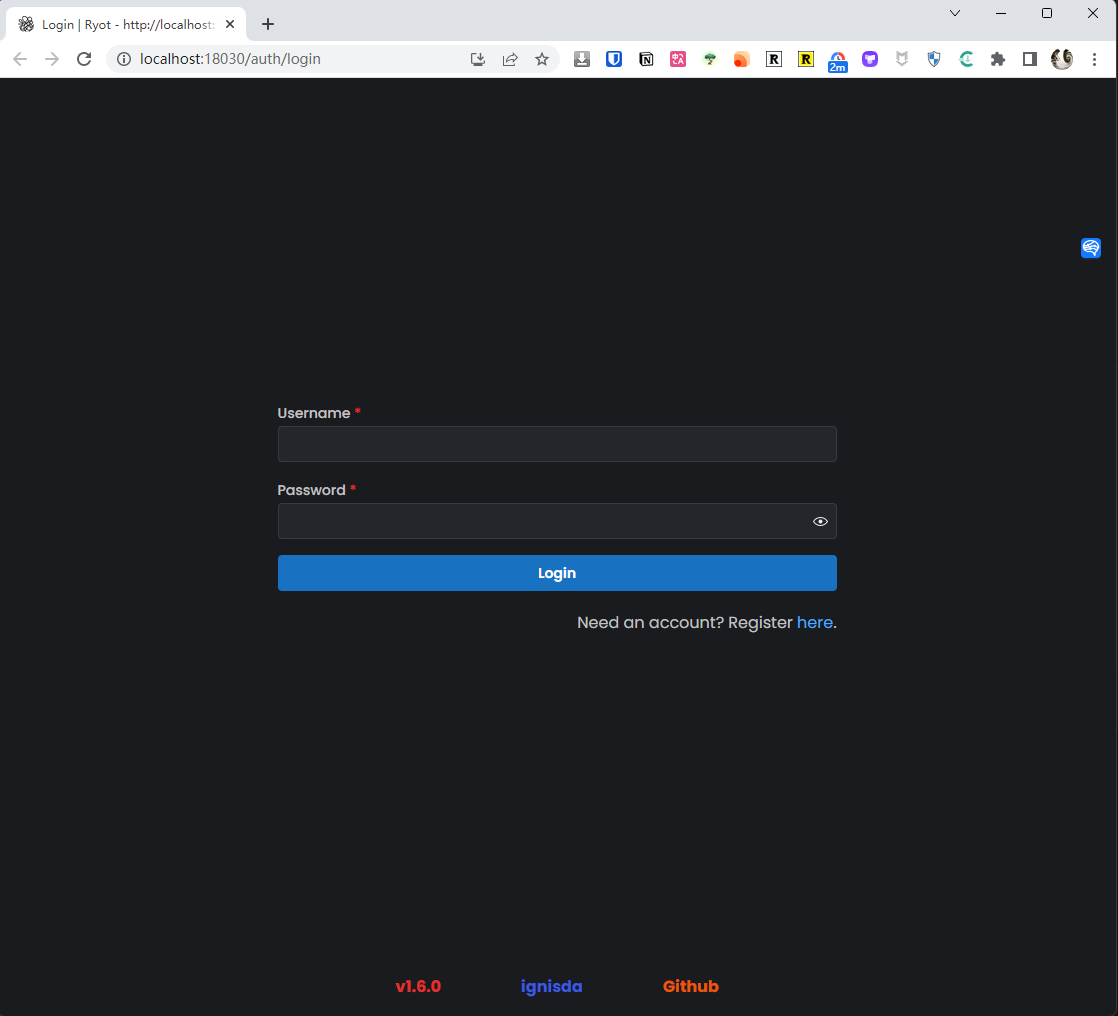 Login | Ryot - http://localhost:
localhost:18030/auth/login
2m
Username *
Password *
Login
Need an account? Register here.
v1.6.0 ignisda Github